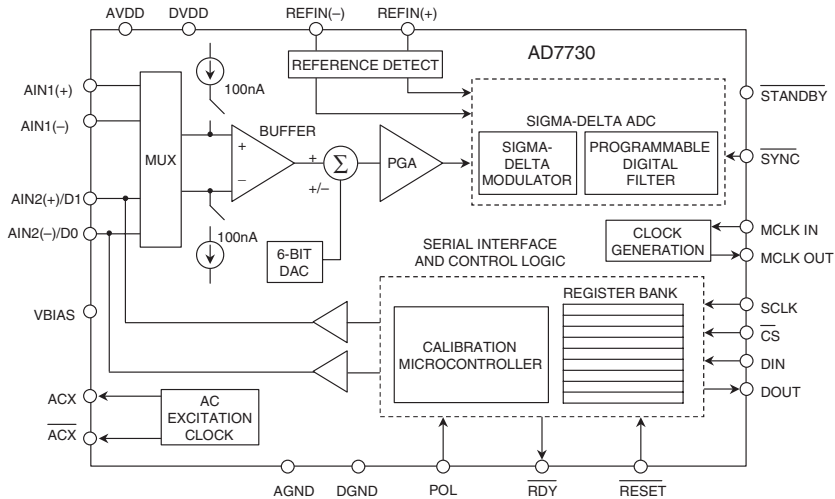 AVDD
DVDD
REFIN(–)
REFIN(+)
AD7730
REFERENCE DETECT
AIN1(+)
AIN1(–)
100nA
MUX
BUFFER
+
–
+
+/–
Σ
PGA
SIGMA-DELTA ADC
SIGMA-
DELTA
MODULATOR
PROGRAMMABLE
DIGITAL
FILTER
STANDBY
SYNC
AIN2(+)/D1
AIN2(–)/D0
100nA
6-BIT
DAC
SERIAL INTERFACE
AND CONTROL LOGIC
CLOCK
GENERATION
MCLK IN
MCLK OUT
VBIAS
CALIBRATION
MICROCONTROLLER
REGISTER BANK
SCLK
CS
DIN
DOUT
ACX
ACX
AC
EXCITATION
CLOCK
AGND
DGND
POL
RDY
RESET